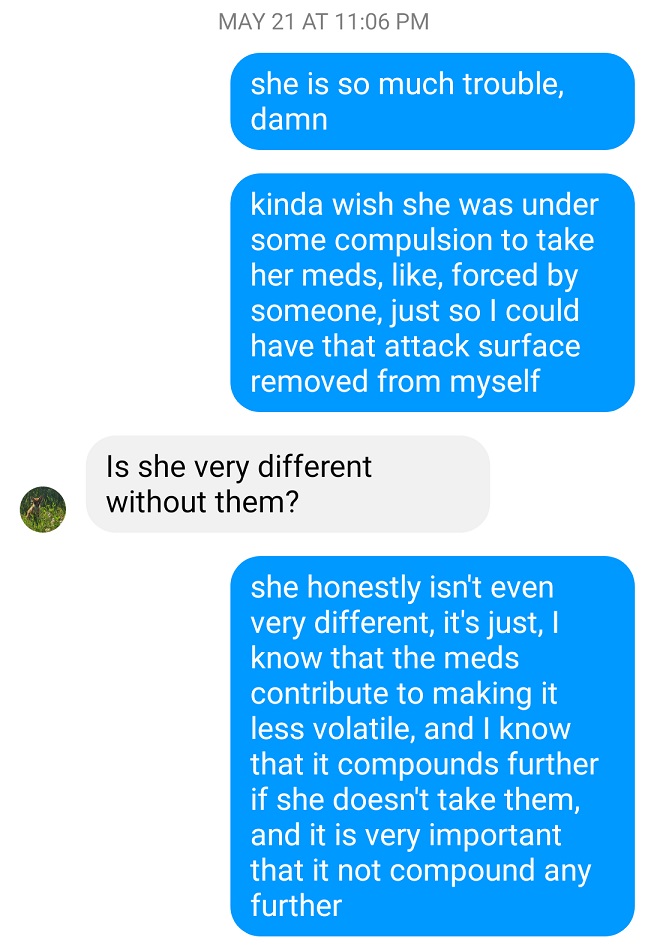 MAY 21 AT 11:06 PM
she is so much trouble,
damn
kinda wish she was under
some compulsion to take
her meds, like, forced by
someone, just so I could
have that attack surface
removed from myself
Is she very different
without them?
she honestly isn't even
very different, it's just, I
know that the meds
contribute to making it
less volatile, and I know
that it compounds further
if she doesn't take them,
and it is very important
that it not compound any
further